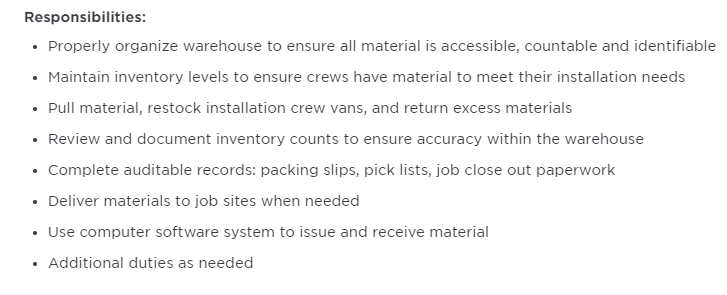 Responsibilities:
• Properly organize warehouse to ensure all material is accessible, countable and identifiable
• Maintain inventory levels to ensure crews have material to meet their installation needs
• Pull material, restock installation crew vans, and return excess materials
• Review and document inventory counts to ensure accuracy within the warehouse
• Complete auditable records: packing slips, pick lists, job close out paperwork
• Deliver materials to job sites when needed
• Use computer software system to issue and receive material
• Additional duties as needed